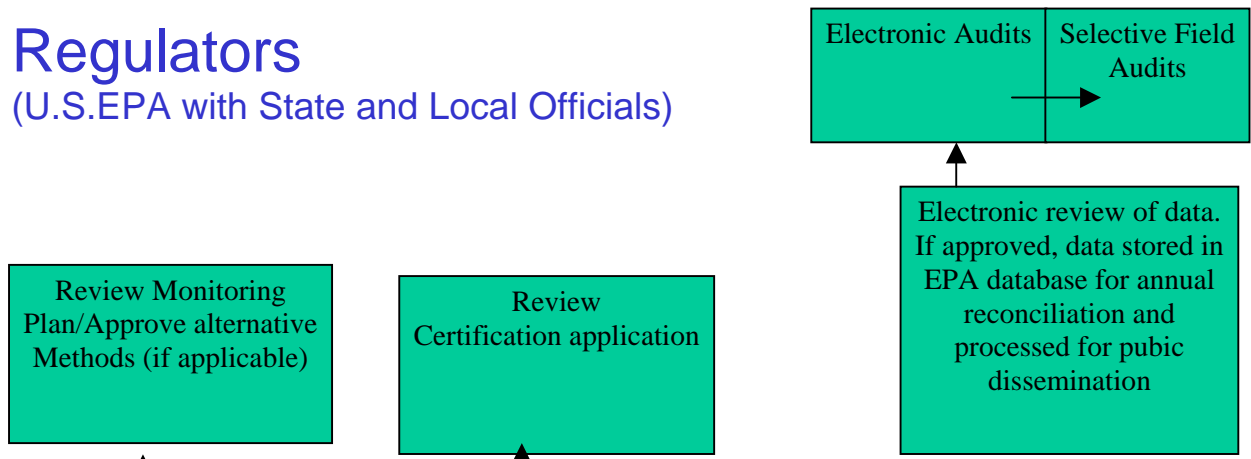 Regulators
(U.S.EPA with State and Local Officials)
Electronic Audits
Selective Field
Audits
Electronic review of data.
If approved, data stored in
EPA database for annual
reconciliation and
processed for pubic
dissemination
Review Monitoring
Plan/Approve alternative
Methods (if applicable)
Review
Certification application